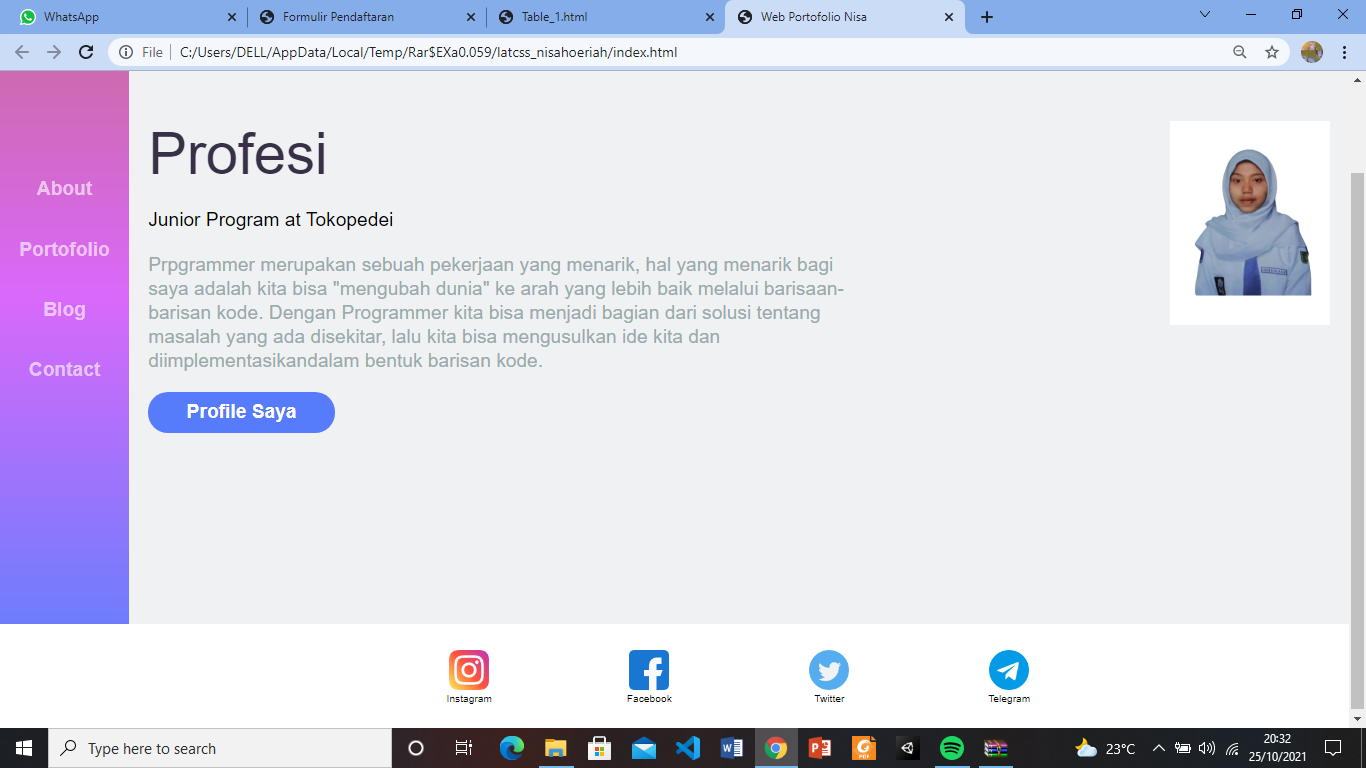 WhatsApp
Formulir Pendaftaran
Table_1.html
Web Portofolio Nisa
File
C:/Users/DELL/AppData/Local/Temp/Rar$EXa0.059/latcss_nisahoeriah/index.html
About
Portofolio
Blog
Contact
Profesi
Junior Program at Tokopedei
Prpgrammer merupakan sebuah pekerjaan yang menarik, hal yang menarik bagi
saya adalah kita bisa "mengubah dunia" ke arah yang lebih baik melalui barisaan-
barisan kode. Dengan Programmer kita bisa menjadi bagian dari solusi tentang
masalah yang ada disekitar, lalu kita bisa mengusulkan ide kita dan
diimplementasikandalam bentuk barisan kode.
Profile Saya
Instagram
Facebook
Twitter
Telegram
Type here to search
23°C
20:32
25/10/2021